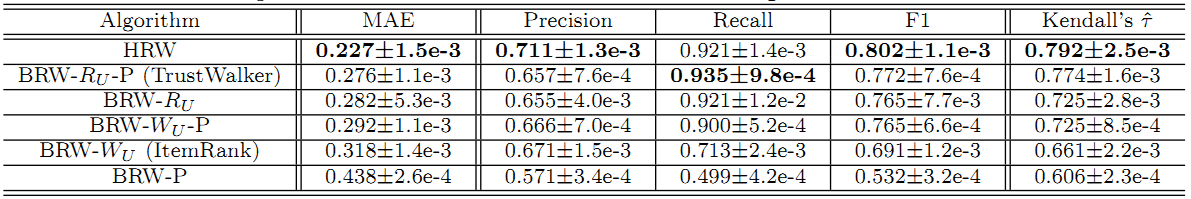 Algorithm MAE Precision Recall F1 Kendall's τ̂
HRW 0.227±1.5e-3 0.711±1.3e-3 0.921±1.4e-3 0.802±1.1e-3 0.792±2.5e-3
BRW-R_U-P (TrustWalker) 0.276±1.1e-3 0.657±7.6e-4 0.935±9.8e-4 0.772±7.6e-4 0.774±1.6e-3
BRW-R_U 0.282±5.3e-3 0.655±4.0e-3 0.921±1.2e-2 0.765±7.7e-3 0.725±2.8e-3
BRW-W_U-P 0.292±1.1e-3 0.666±7.0e-4 0.900±5.2e-4 0.765±6.6e-4 0.725±8.5e-4
BRW-W_U (ItemRank) 0.318±1.4e-3 0.671±1.5e-3 0.713±2.4e-3 0.691±1.2e-3 0.661±2.2e-3
BRW-P 0.438±2.6e-4 0.571±3.4e-4 0.499±4.2e-4 0.532±3.2e-4 0.606±2.3e-4